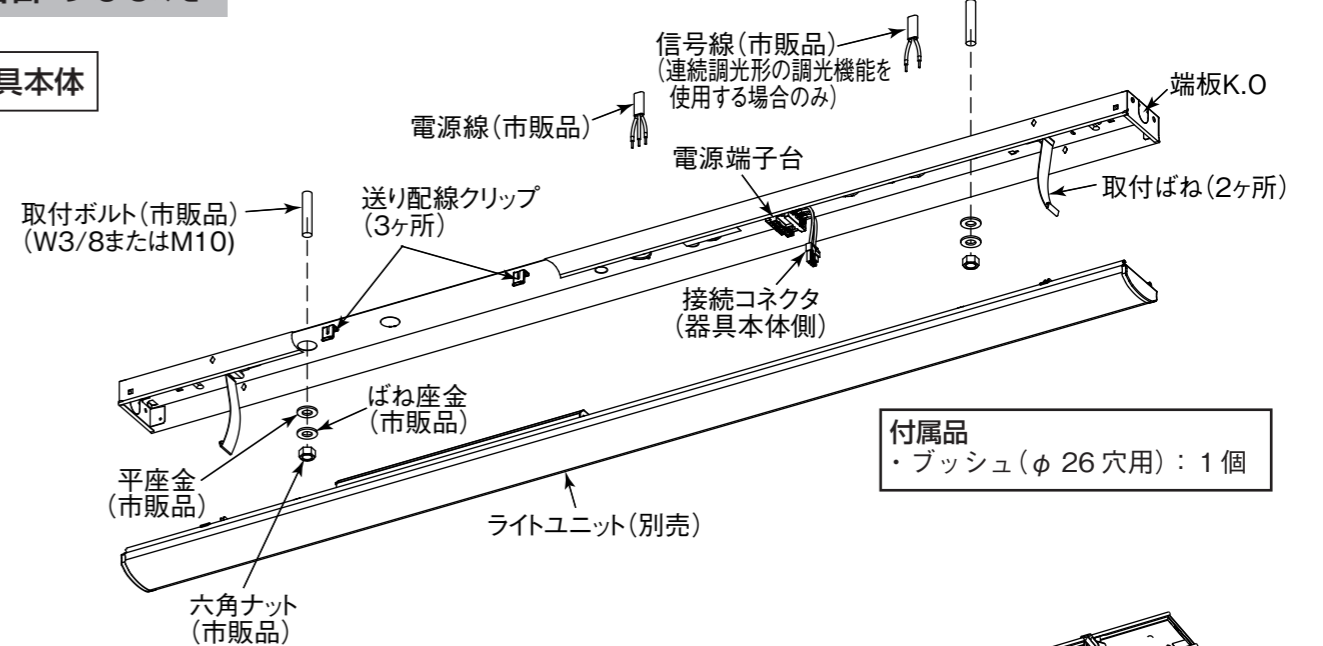 具本体
信号線(市販品)
(連続調光形の調光機能を
使用する場合のみ)
端板K.O
電源線(市販品)
電源端子台
取付ボルト(市販品)
(W3/8またはM10)
送り配線クリップ
(3ヶ所)
取付ばね(2ヶ所)
接続コネクタ
(器具本体側)
ばね座金
(市販品)
平座金
(市販品)
付属品
・ブッシュ(φ 26 穴用) : 1 個
ライトユニット(別売)
六角ナット
(市販品)